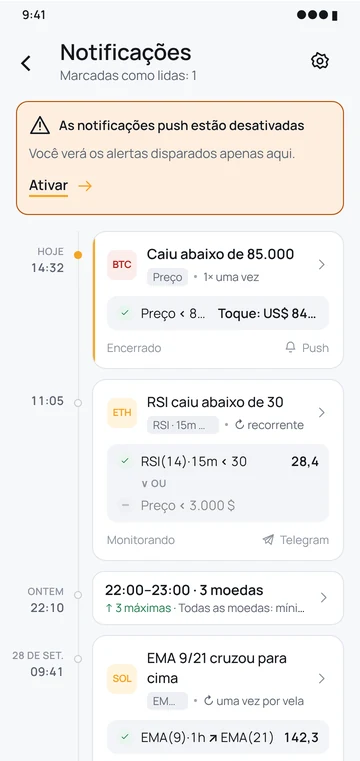 9:41
Notificações
Marcadas como lidas: 1
As notificações push estão desativadas
Você verá os alertas disparados apenas aqui.
Ativar →
HOJE
14:32
BTC
Caiu abaixo de 85.000
Preço • 1× uma vez
Preço < 8... Toque: US$ 84...
Encerrado Push
11:05
ETH
RSI caiu abaixo de 30
RSI · 15m ... • recorrente
RSI(14)·15m < 30 28,4
∨ OU
Preço < 3.000 $
Monitorando Telegram
ONTEM
22:10
22:00–23:00 · 3 moedas
↑ 3 máximas · Todas as moedas: míni...
28 DE SET.
09:41
SOL
EMA 9/21 cruzou para
cima
EM... • uma vez por vela
EMA(9)·1h ↗ EMA(21) 142,3